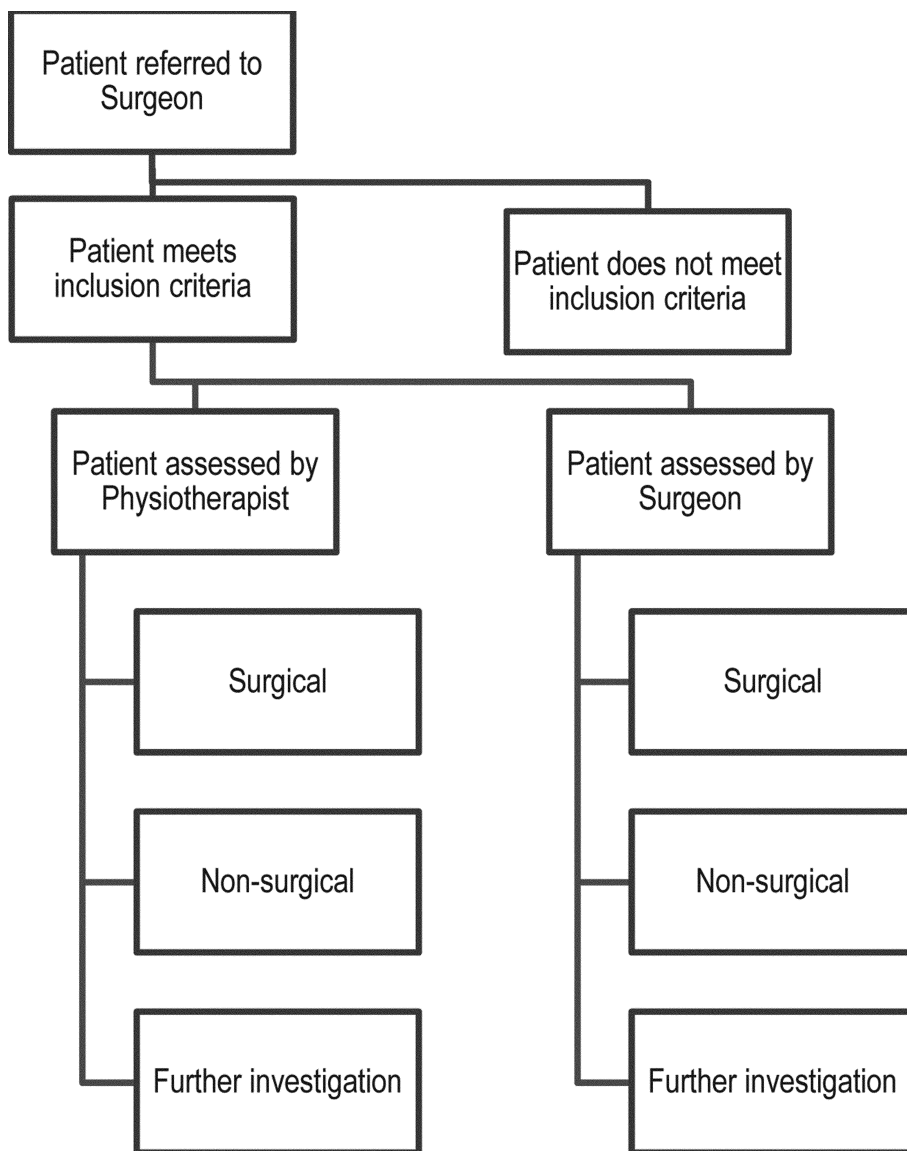 Patient referred to
Surgeon
Patient meets
inclusion criteria
Patient does not meet
inclusion criteria
Patient assessed by
Physiotherapist
Patient assessed by
Surgeon
Surgical
Surgical
Non-surgical
Non-surgical
Further investigation
Further investigation